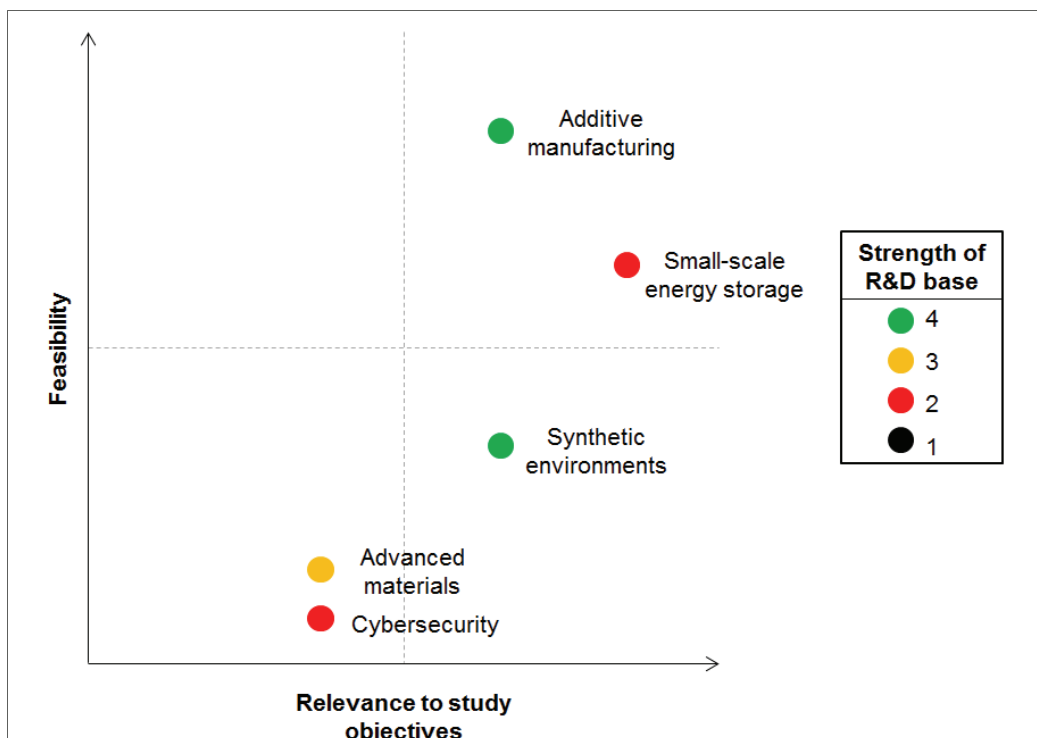 Additive
manufacturing
Small-scale
energy storage
Strength of
R&D base
4
3
2
1
Feasibility
Synthetic
environments
Advanced
materials
Cybersecurity
Relevance to study
objectives